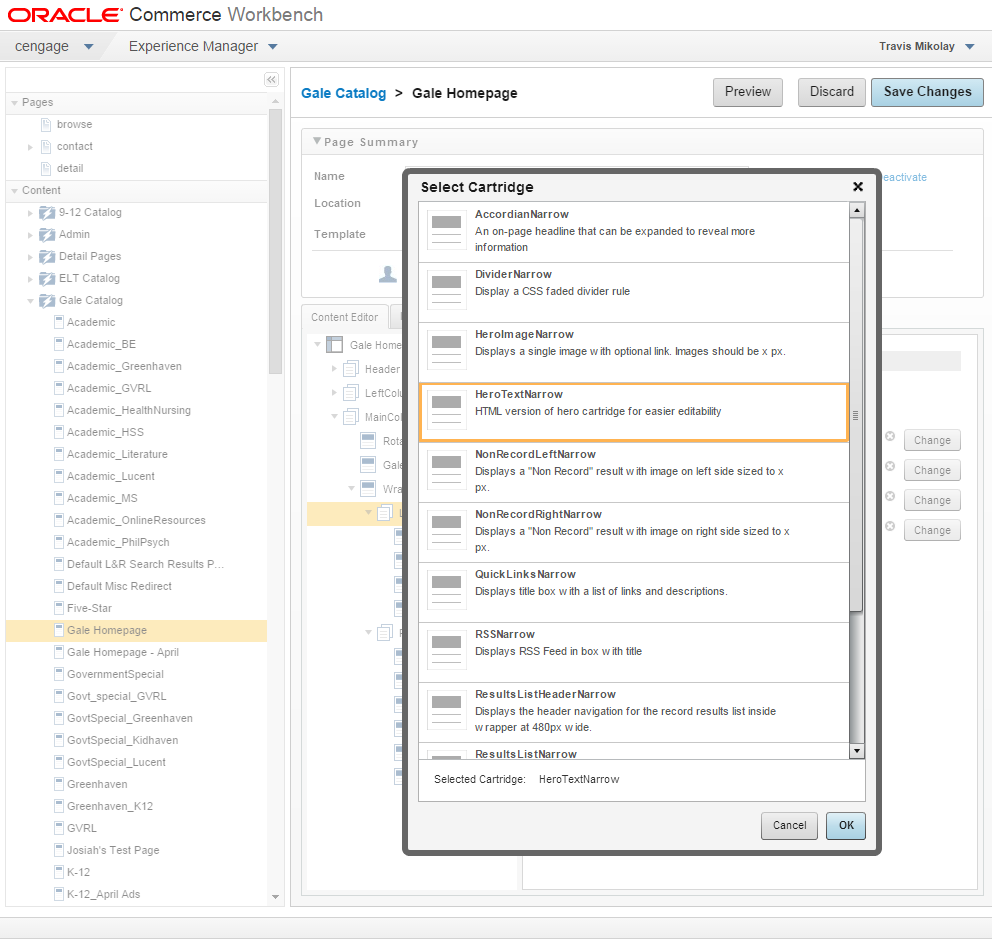 ORACLE Commerce Workbench
cengage Experience Manager Travis Mikolay
Pages
browse
contact
detail
Content
9-12 Catalog
Admin
Detail Pages
ELT Catalog
Gale Catalog
Academic
Academic_BE
Academic_Greenhaven
Academic_GVRL
Academic_HealthNursing
Academic_HSS
Academic_Literature
Academic_Lucent
Academic_MS
Academic_OnlineResources
Academic_PhilPsych
Default L&R Search Results P...
Default Misc Redirect
Five-Star
Gale Homepage
Gale Homepage - April
GovernmentSpecial
Govt_special_GVRL
GovtSpecial_Greenhaven
GovtSpecial_Kidhaven
GovtSpecial_Lucent
Greenhaven
Greenhaven_K12
GVRL
Josiah's Test Page
K-12
K-12_April Ads
Gale Catalog > Gale Homepage
Preview Discard Save Changes
Page Summary
Name
Location
Template
eactivate
Content Editor
Gale Home
Header
LeftColu
MainCol
Rota
Gale
Wra
Change
Change
Change
Change
Select Cartridge
AccordianNarrow
An on-page headline that can be expanded to reveal more
information
DividerNarrow
Display a CSS faded divider rule
HeroImageNarrow
Displays a single image with optional link. Images should be x px.
HeroTextNarrow
HTML version of hero cartridge for easier editability
NonRecordLeftNarrow
Displays a "Non Record" result with image on left side sized to x
px.
NonRecordRightNarrow
Displays a "Non Record" result with image on right side sized to x
px.
QuickLinksNarrow
Displays title box with a list of links and descriptions.
RSSNarrow
Displays RSS Feed in box with title
ResultsListHeaderNarrow
Displays the header navigation for the record results list inside
wrapper at 480px wide.
ResultsListNarrow
Selected Cartridge: HeroTextNarrow
Cancel OK